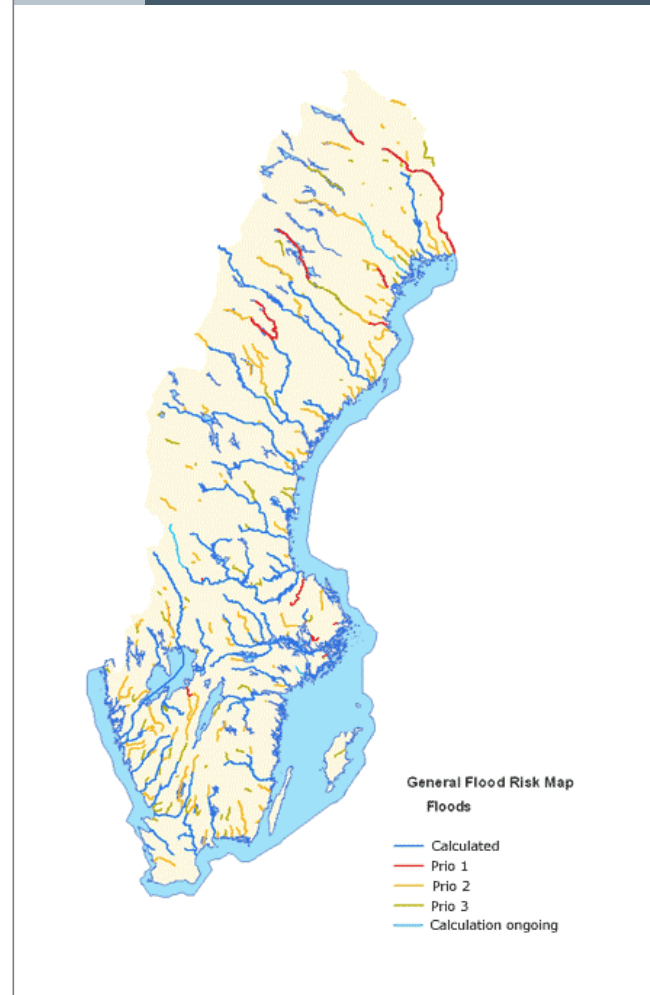 General Flood Risk Map
Floods
Calculated
Prio 1
Prio 2
Prio 3
Calculation ongoing